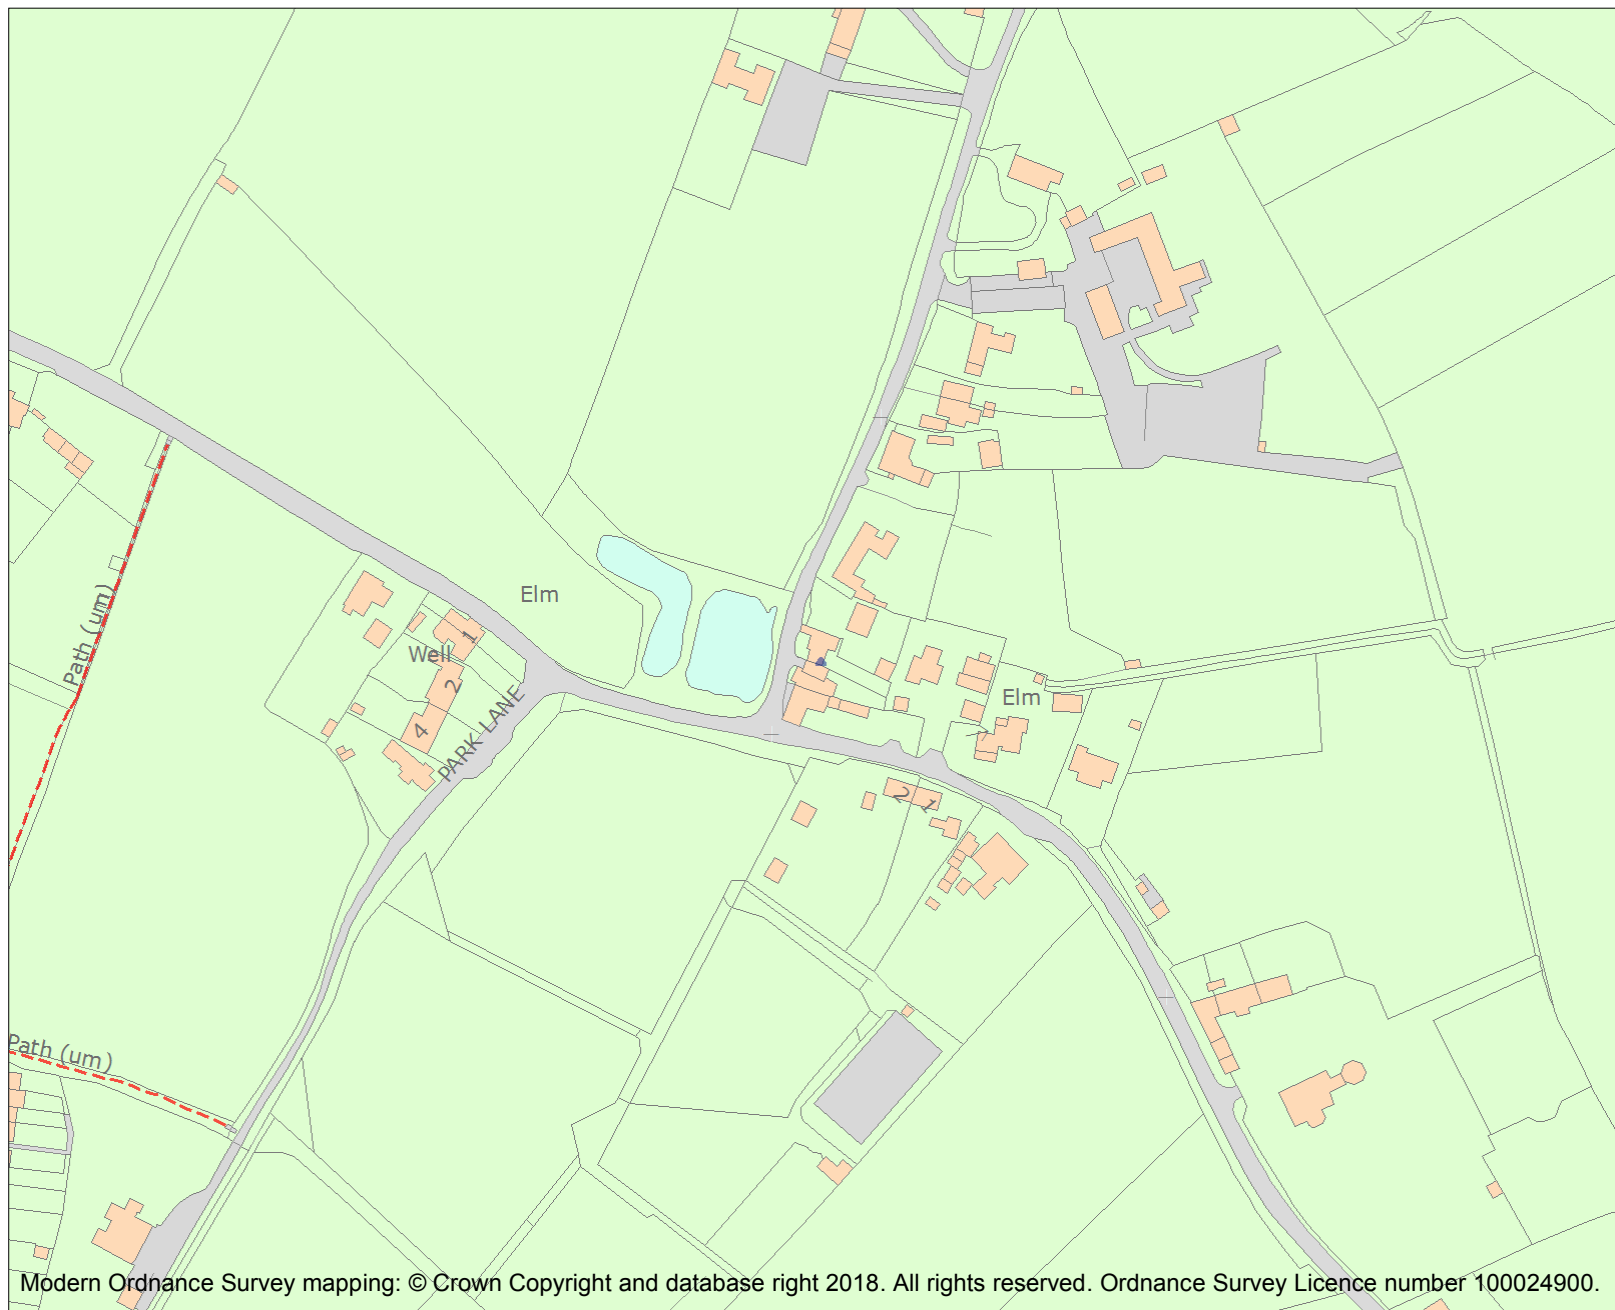 Elm
Path (um)
Well
1
2
4
PARK LANE
Elm
2
1
Path (um)
Modern Ordnance Survey mapping: © Crown Copyright and database right 2018. All rights reserved. Ordnance Survey Licence number 100024900.